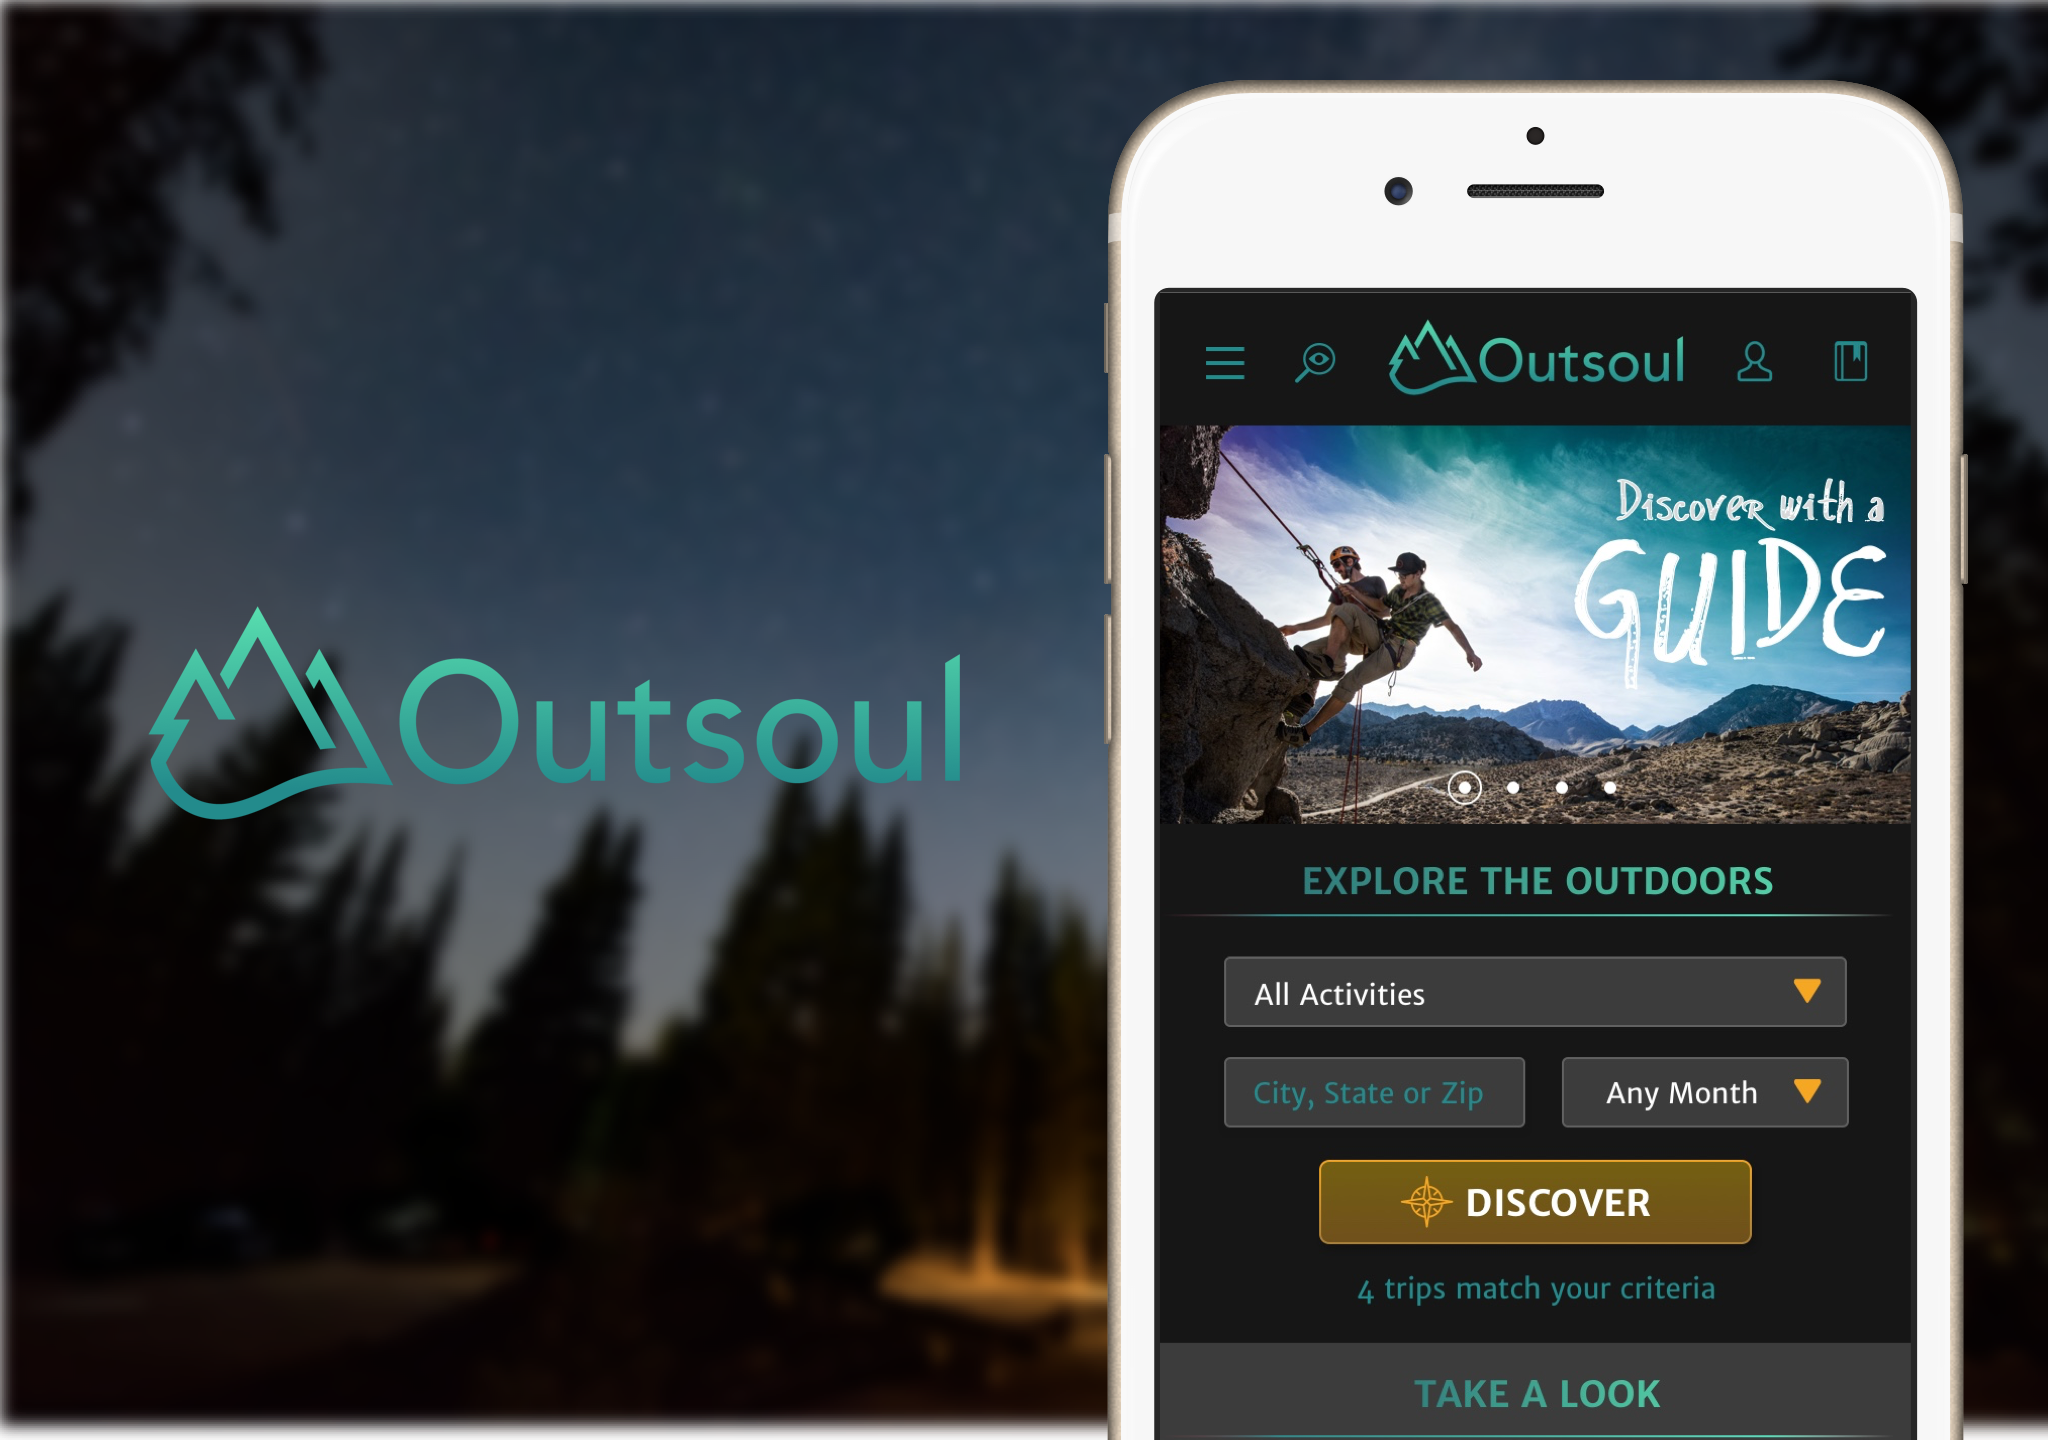 Outsoul
Outsoul
Discover with a
GUIDE
EXPLORE THE OUTDOORS
All Activities
City, State or Zip
Any Month
DISCOVER
4 trips match your criteria
TAKE A LOOK